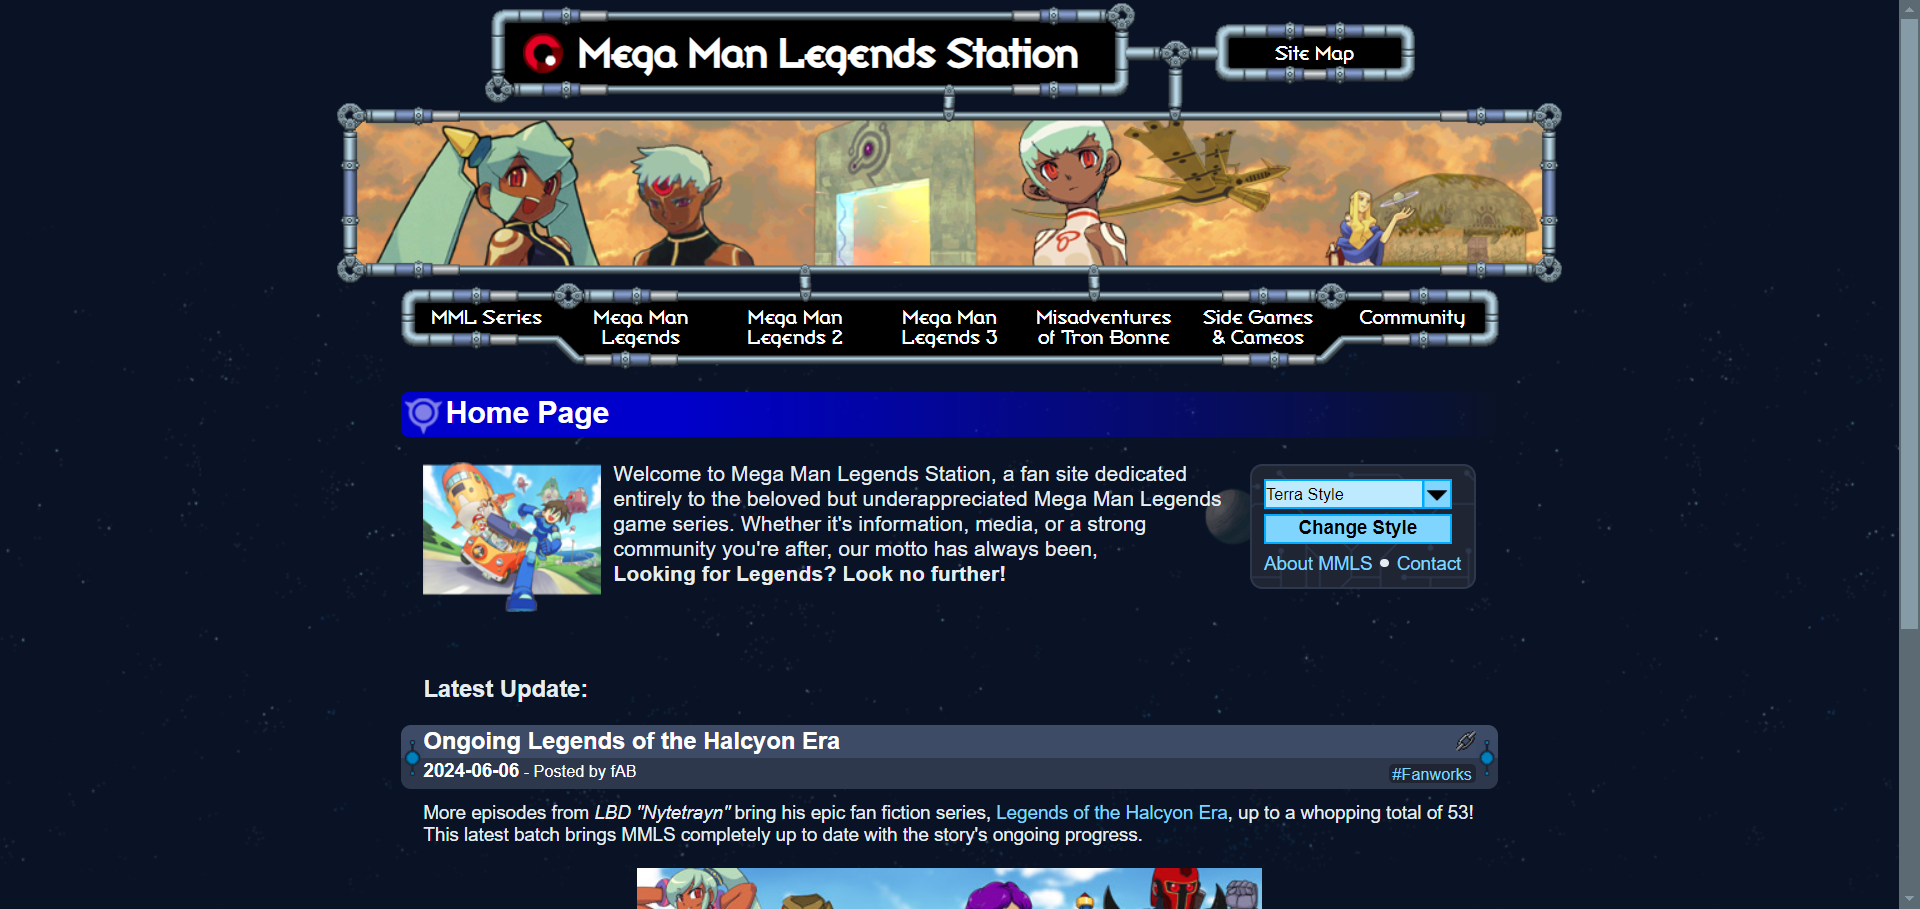 Mega Man Legends Station
Site Map
MML Series
Mega Man
Legends
Mega Man
Legends 2
Mega Man
Legends 3
Misadventures
of Tron Bonne
Side Games
& Cameos
Community
Home Page
Welcome to Mega Man Legends Station, a fan site dedicated
entirely to the beloved but underappreciated Mega Man Legends
game series. Whether it's information, media, or a strong
community you're after, our motto has always been,
Looking for Legends? Look no further!
Terra Style
Change Style
About MMLS • Contact
Latest Update:
Ongoing Legends of the Halcyon Era
2024-06-06 - Posted by fAB
#Fanworks
More episodes from LBD "Nytetrayn" bring his epic fan fiction series, Legends of the Halcyon Era, up to a whopping total of 53!
This latest batch brings MMLS completely up to date with the story's ongoing progress.